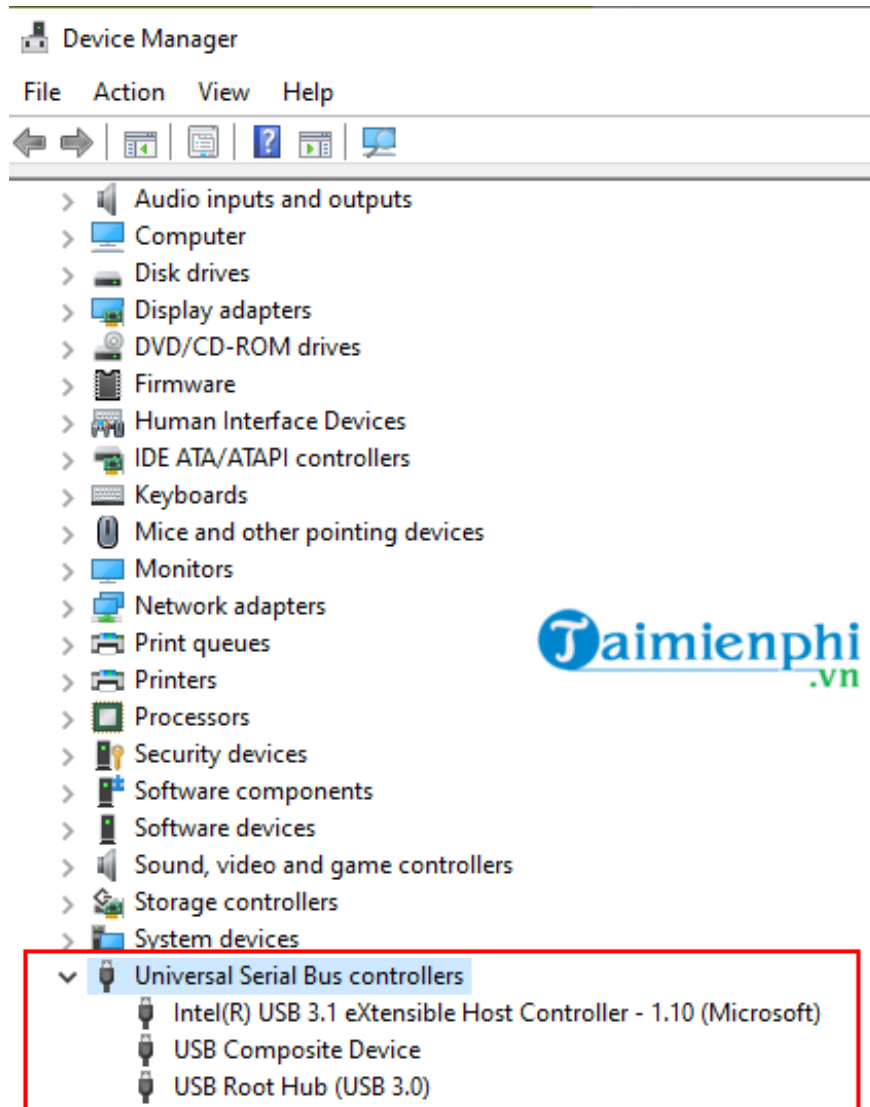 Device Manager
File Action View Help
Audio inputs and outputs
Computer
Disk drives
Display adapters
DVD/CD-ROM drives
Firmware
Human Interface Devices
IDE ATA/ATAPI controllers
Keyboards
Mice and other pointing devices
Monitors
Network adapters
Print queues
Printers
Processors
Security devices
Software components
Software devices
Sound, video and game controllers
Storage controllers
System devices
Universal Serial Bus controllers
Intel(R) USB 3.1 eXtensible Host Controller - 1.10 (Microsoft)
USB Composite Device
USB Root Hub (USB 3.0)
Taimienphi
.vn